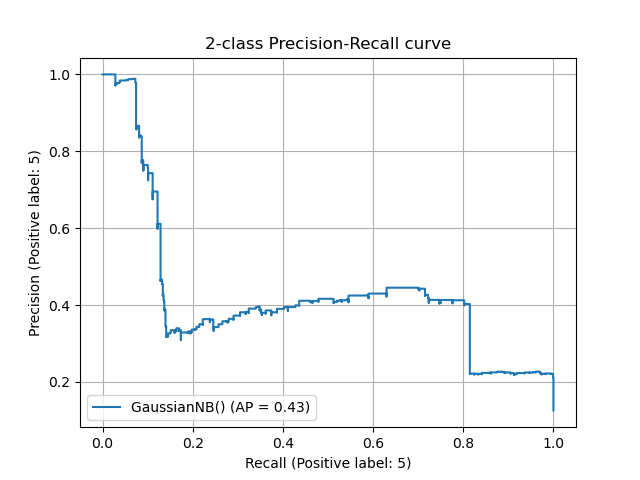 2-class Precision-Recall curve
Precision (Positive label: 5)
1.0
0.8
0.6
0.4
0.2
GaussianNB() (AP = 0.43)
0.0 0.2 0.4 0.6 0.8 1.0
Recall (Positive label: 5)